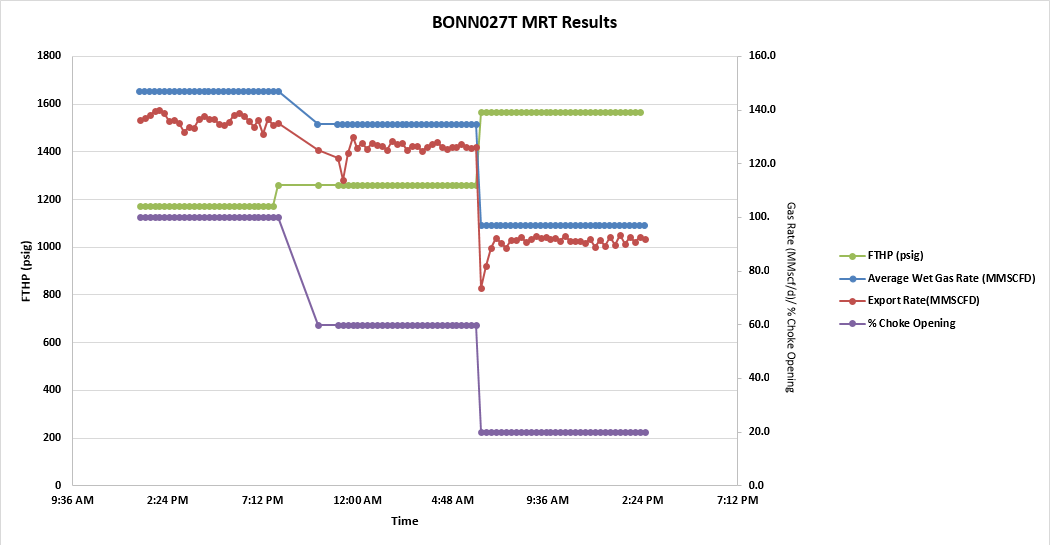 BONN027T MRT Results
1800
1600
1400
1200
1000
800
600
400
200
0
FTHP (psig)
160.0
140.0
120.0
100.0
80.0
60.0
40.0
20.0
0.0
Gas Rate (MMscf/d)/ % Choke Opening
9:36 AM
2:24 PM
7:12 PM
12:00 AM
4:48 AM
9:36 AM
2:24 PM
7:12 PM
Time
FTHP (psig)
Average Wet Gas Rate (MMSCFD)
Export Rate(MMSCFD)
% Choke Opening